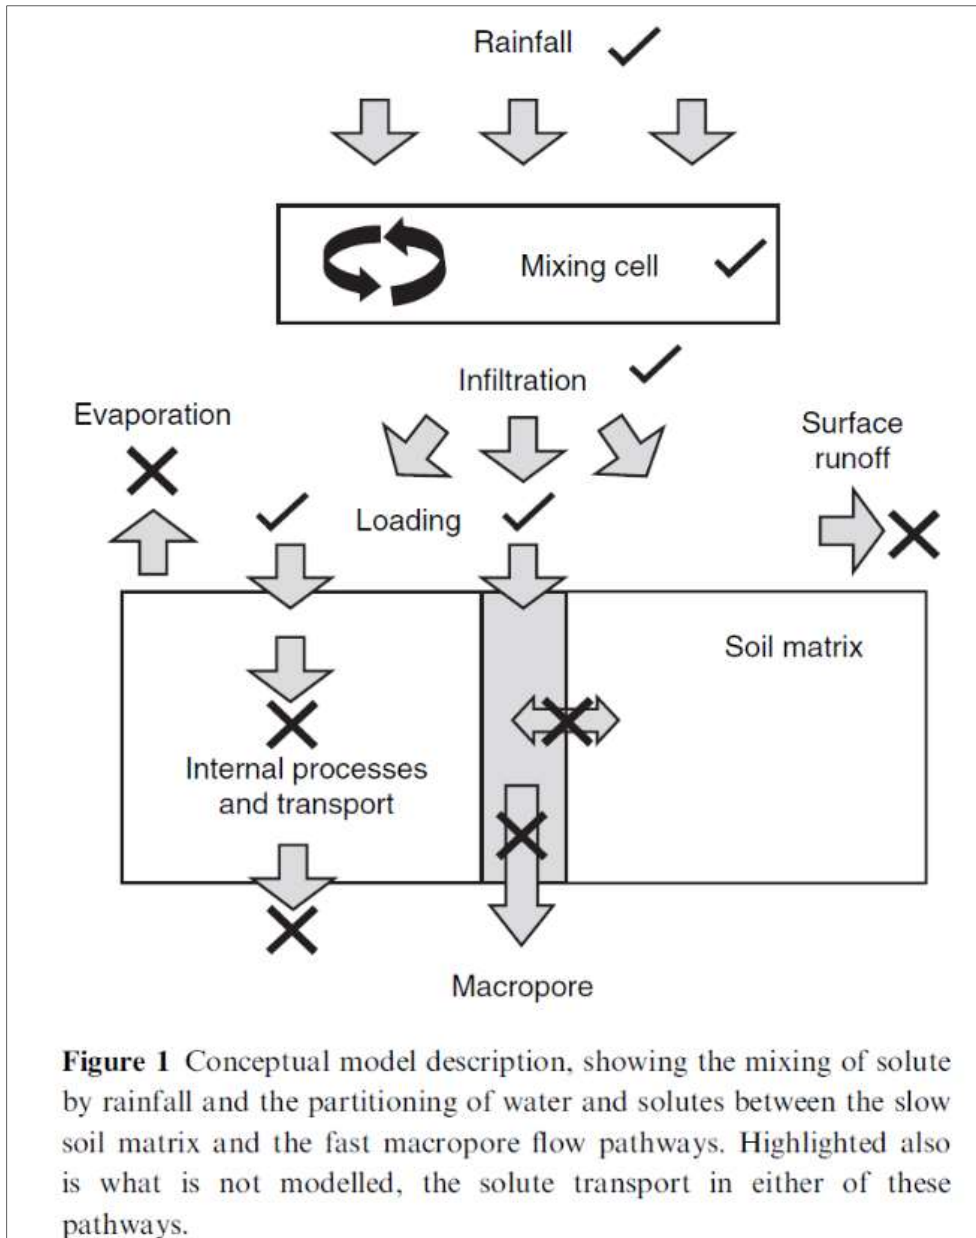 Rainfall
Mixing cell
Infiltration
Evaporation
Surface
runoff
Loading
Soil matrix
Internal processes
and transport
Macropore
Figure 1 Conceptual model description, showing the mixing of solute
by rainfall and the partitioning of water and solutes between the slow
soil matrix and the fast macropore flow pathways. Highlighted also
is what is not modelled, the solute transport in either of these
pathways.